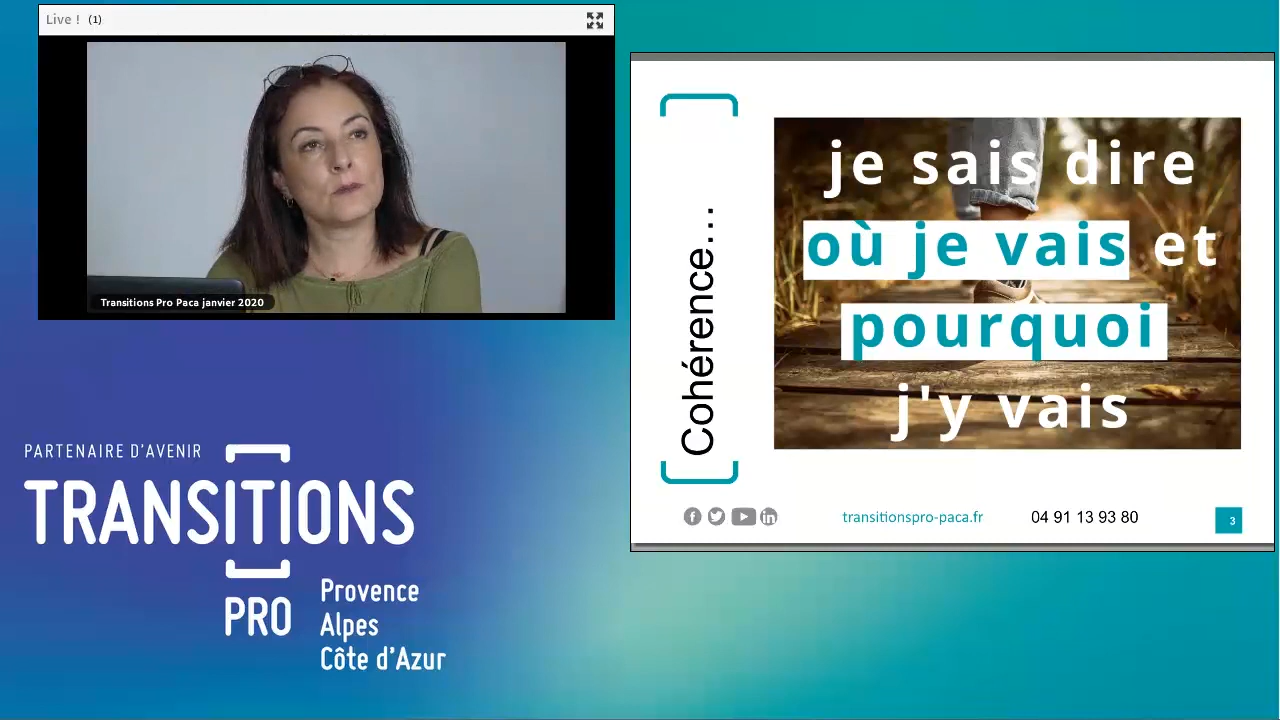 Live ! (1)
Transitions Pro Paca janvier 2020
PARTENAIRE D'AVENIR
TRANSITIONS
PRO
Provence
Alpes
Côte d'Azur
Cohérence...
je sais dire
où je vais et
pourquoi
j'y vais
transitionspro-paca.fr
04 91 13 93 80
3